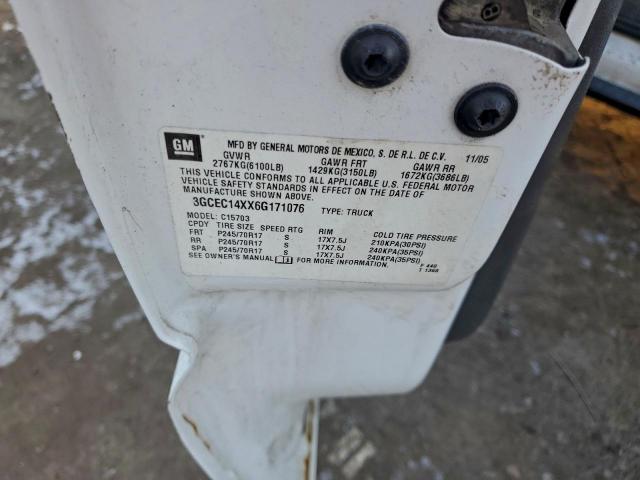 GM
MFD BY GENERAL MOTORS DE MEXICO, S. DE R.L. DE C.V. 11/05
GVWR GAWR FRT GAWR RR
2767KG(6100LB) 1429KG(3150LB) 1672KG(3686LB)
THIS VEHICLE CONFORMS TO ALL APPLICABLE U.S. FEDERAL MOTOR
VEHICLE SAFETY STANDARDS IN EFFECT ON THE DATE OF
MANUFACTURE SHOWN ABOVE.
3GCEC14XX6G171076 TYPE: TRUCK
MODEL: C15703
CPDY TIRE SIZE SPEED RTG RIM COLD TIRE PRESSURE
FRT P245/70R17 S 17X7.5J 210KPA(30PSI)
RR P245/70R17 S 17X7.5J 240KPA(35PSI)
SPA P245/70R17 S 17X7.5J 240KPA(35PSI)
SEE OWNER'S MANUAL FOR MORE INFORMATION.
F 440
T 1368